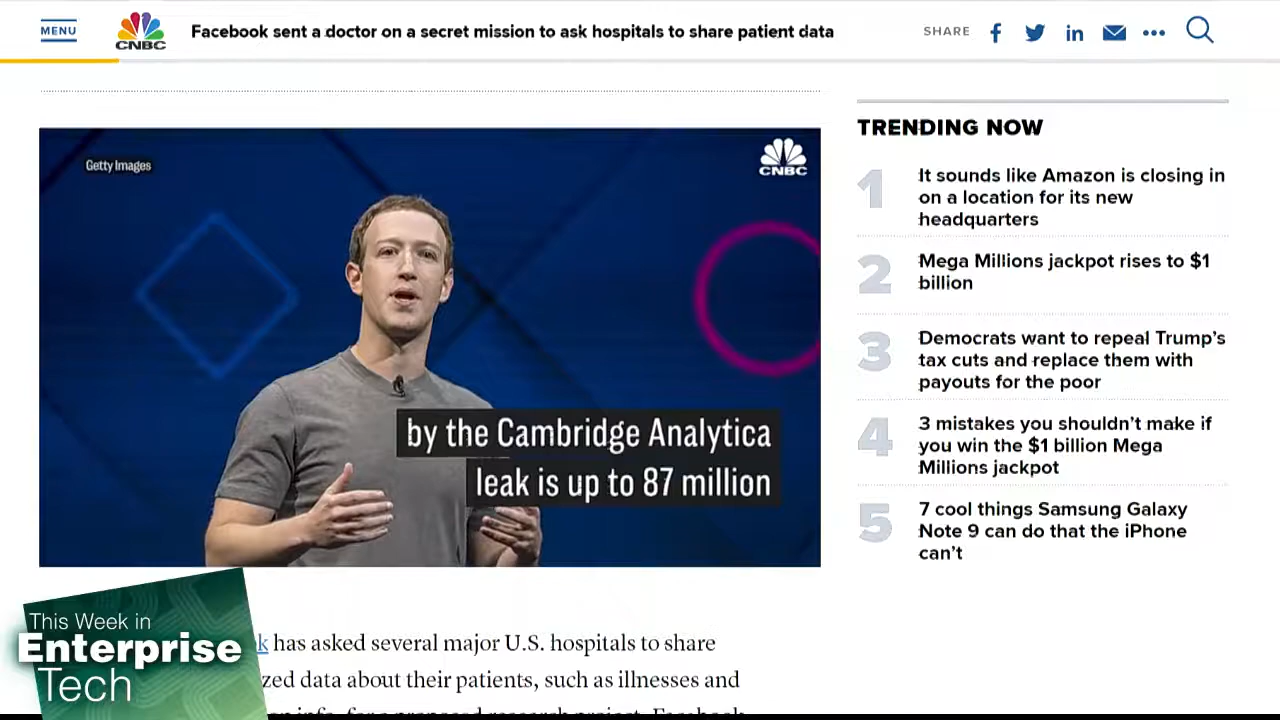 MENU
CNBC
Facebook sent a doctor on a secret mission to ask hospitals to share patient data
SHARE
Getty Images
CNBC
by the Cambridge Analytica
leak is up to 87 million
TRENDING NOW
1 It sounds like Amazon is closing in
on a location for its new
headquarters
2 Mega Millions jackpot rises to $1
billion
3 Democrats want to repeal Trump's
tax cuts and replace them with
payouts for the poor
4 3 mistakes you shouldn't make if
you win the $1 billion Mega
Millions jackpot
5 7 cool things Samsung Galaxy
Note 9 can do that the iPhone
can't
This Week in
Enterprise
Tech
k has asked several major U.S. hospitals to share
zed data about their patients, such as illnesses and